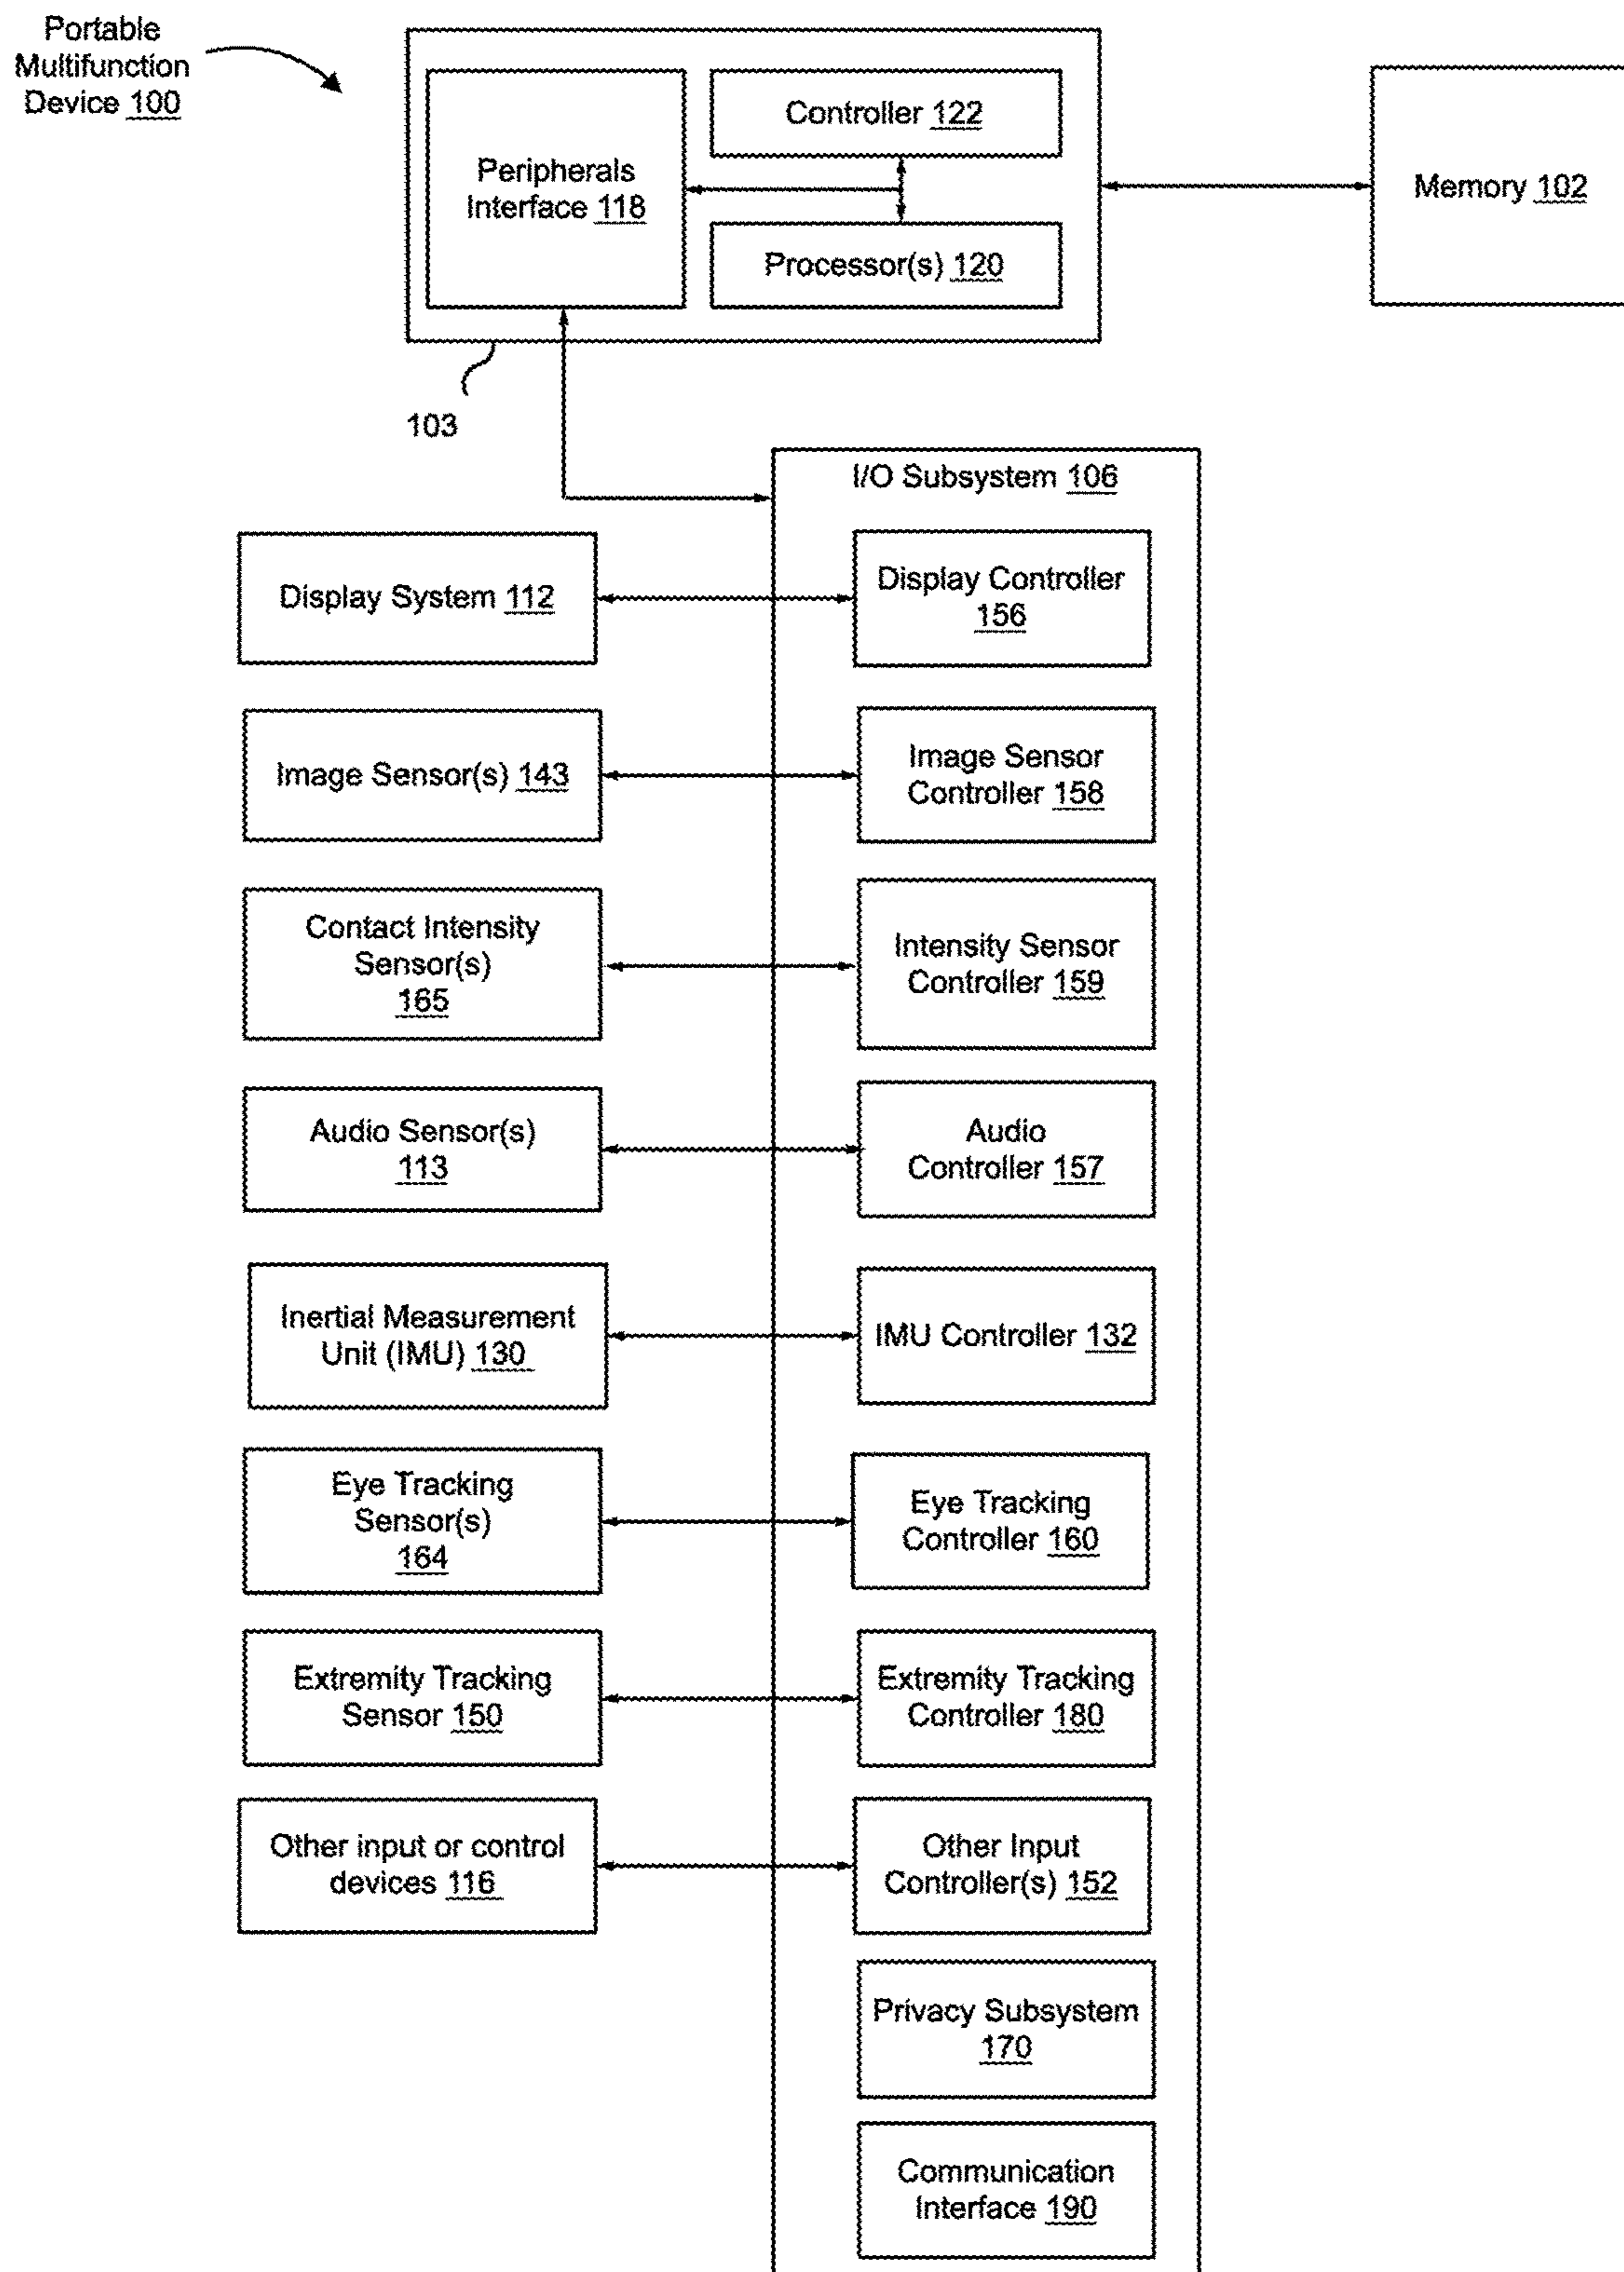 Portable
Multifunction
Device 100
Controller 122
Peripherals
Interface 118
Processor(s) 120
Memory 102
103
I/O Subsystem 106
Display System 112
Display Controller
156
Image Sensor(s) 143
Image Sensor
Controller 158
Contact Intensity
Sensor(s)
165
Intensity Sensor
Controller 159
Audio Sensor(s)
113
Audio
Controller 157
Inertial Measurement
Unit (IMU) 130
IMU Controller 132
Eye Tracking
Sensor(s)
164
Eye Tracking
Controller 160
Extremity Tracking
Sensor 150
Extremity Tracking
Controller 180
Other input or control
devices 116
Other Input
Controller(s) 152
Privacy Subsystem
170
Communication
Interface 190